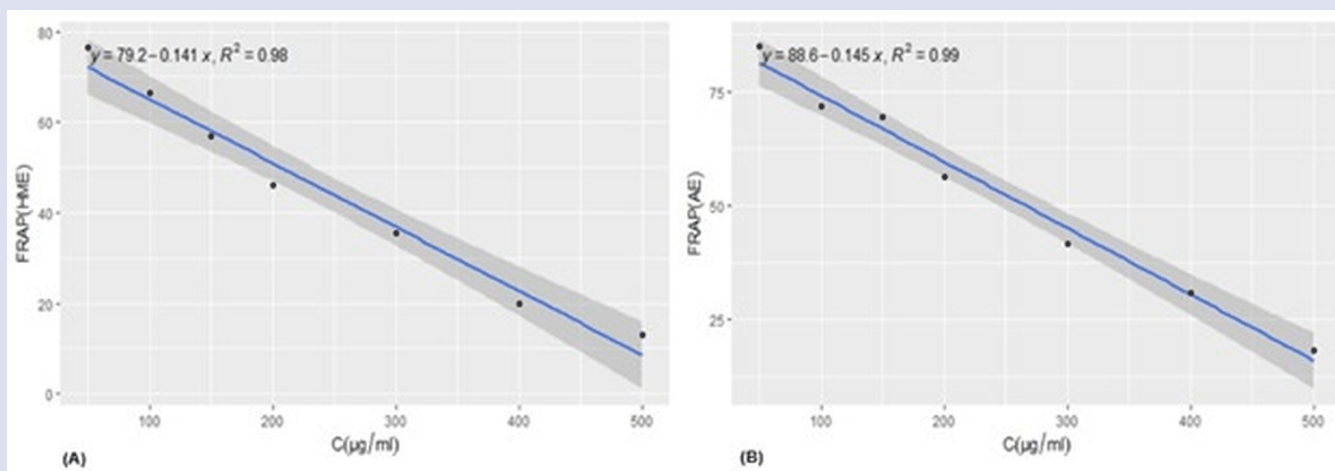 y = 79.2−0.141 x, R² = 0.98
80
60
40
20
0
FRAP(HME)
100 200 300 400 500
C(µg/ml)
(A)
y = 88.6−0.145 x, R² = 0.99
75
50
25
FRAP(AE)
100 200 300 400 500
C(µg/ml)
(B)